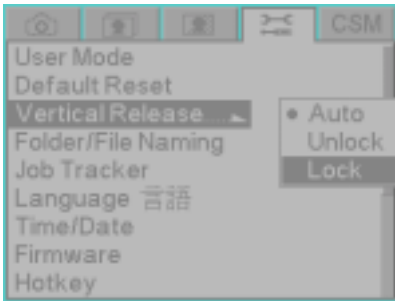 CSM
User Mode
Default Reset
Vertical Release
Auto
Unlock
Lock
Folder/File Naming
Job Tracker
Language 言語
Time/Date
Firmware
Hotkey